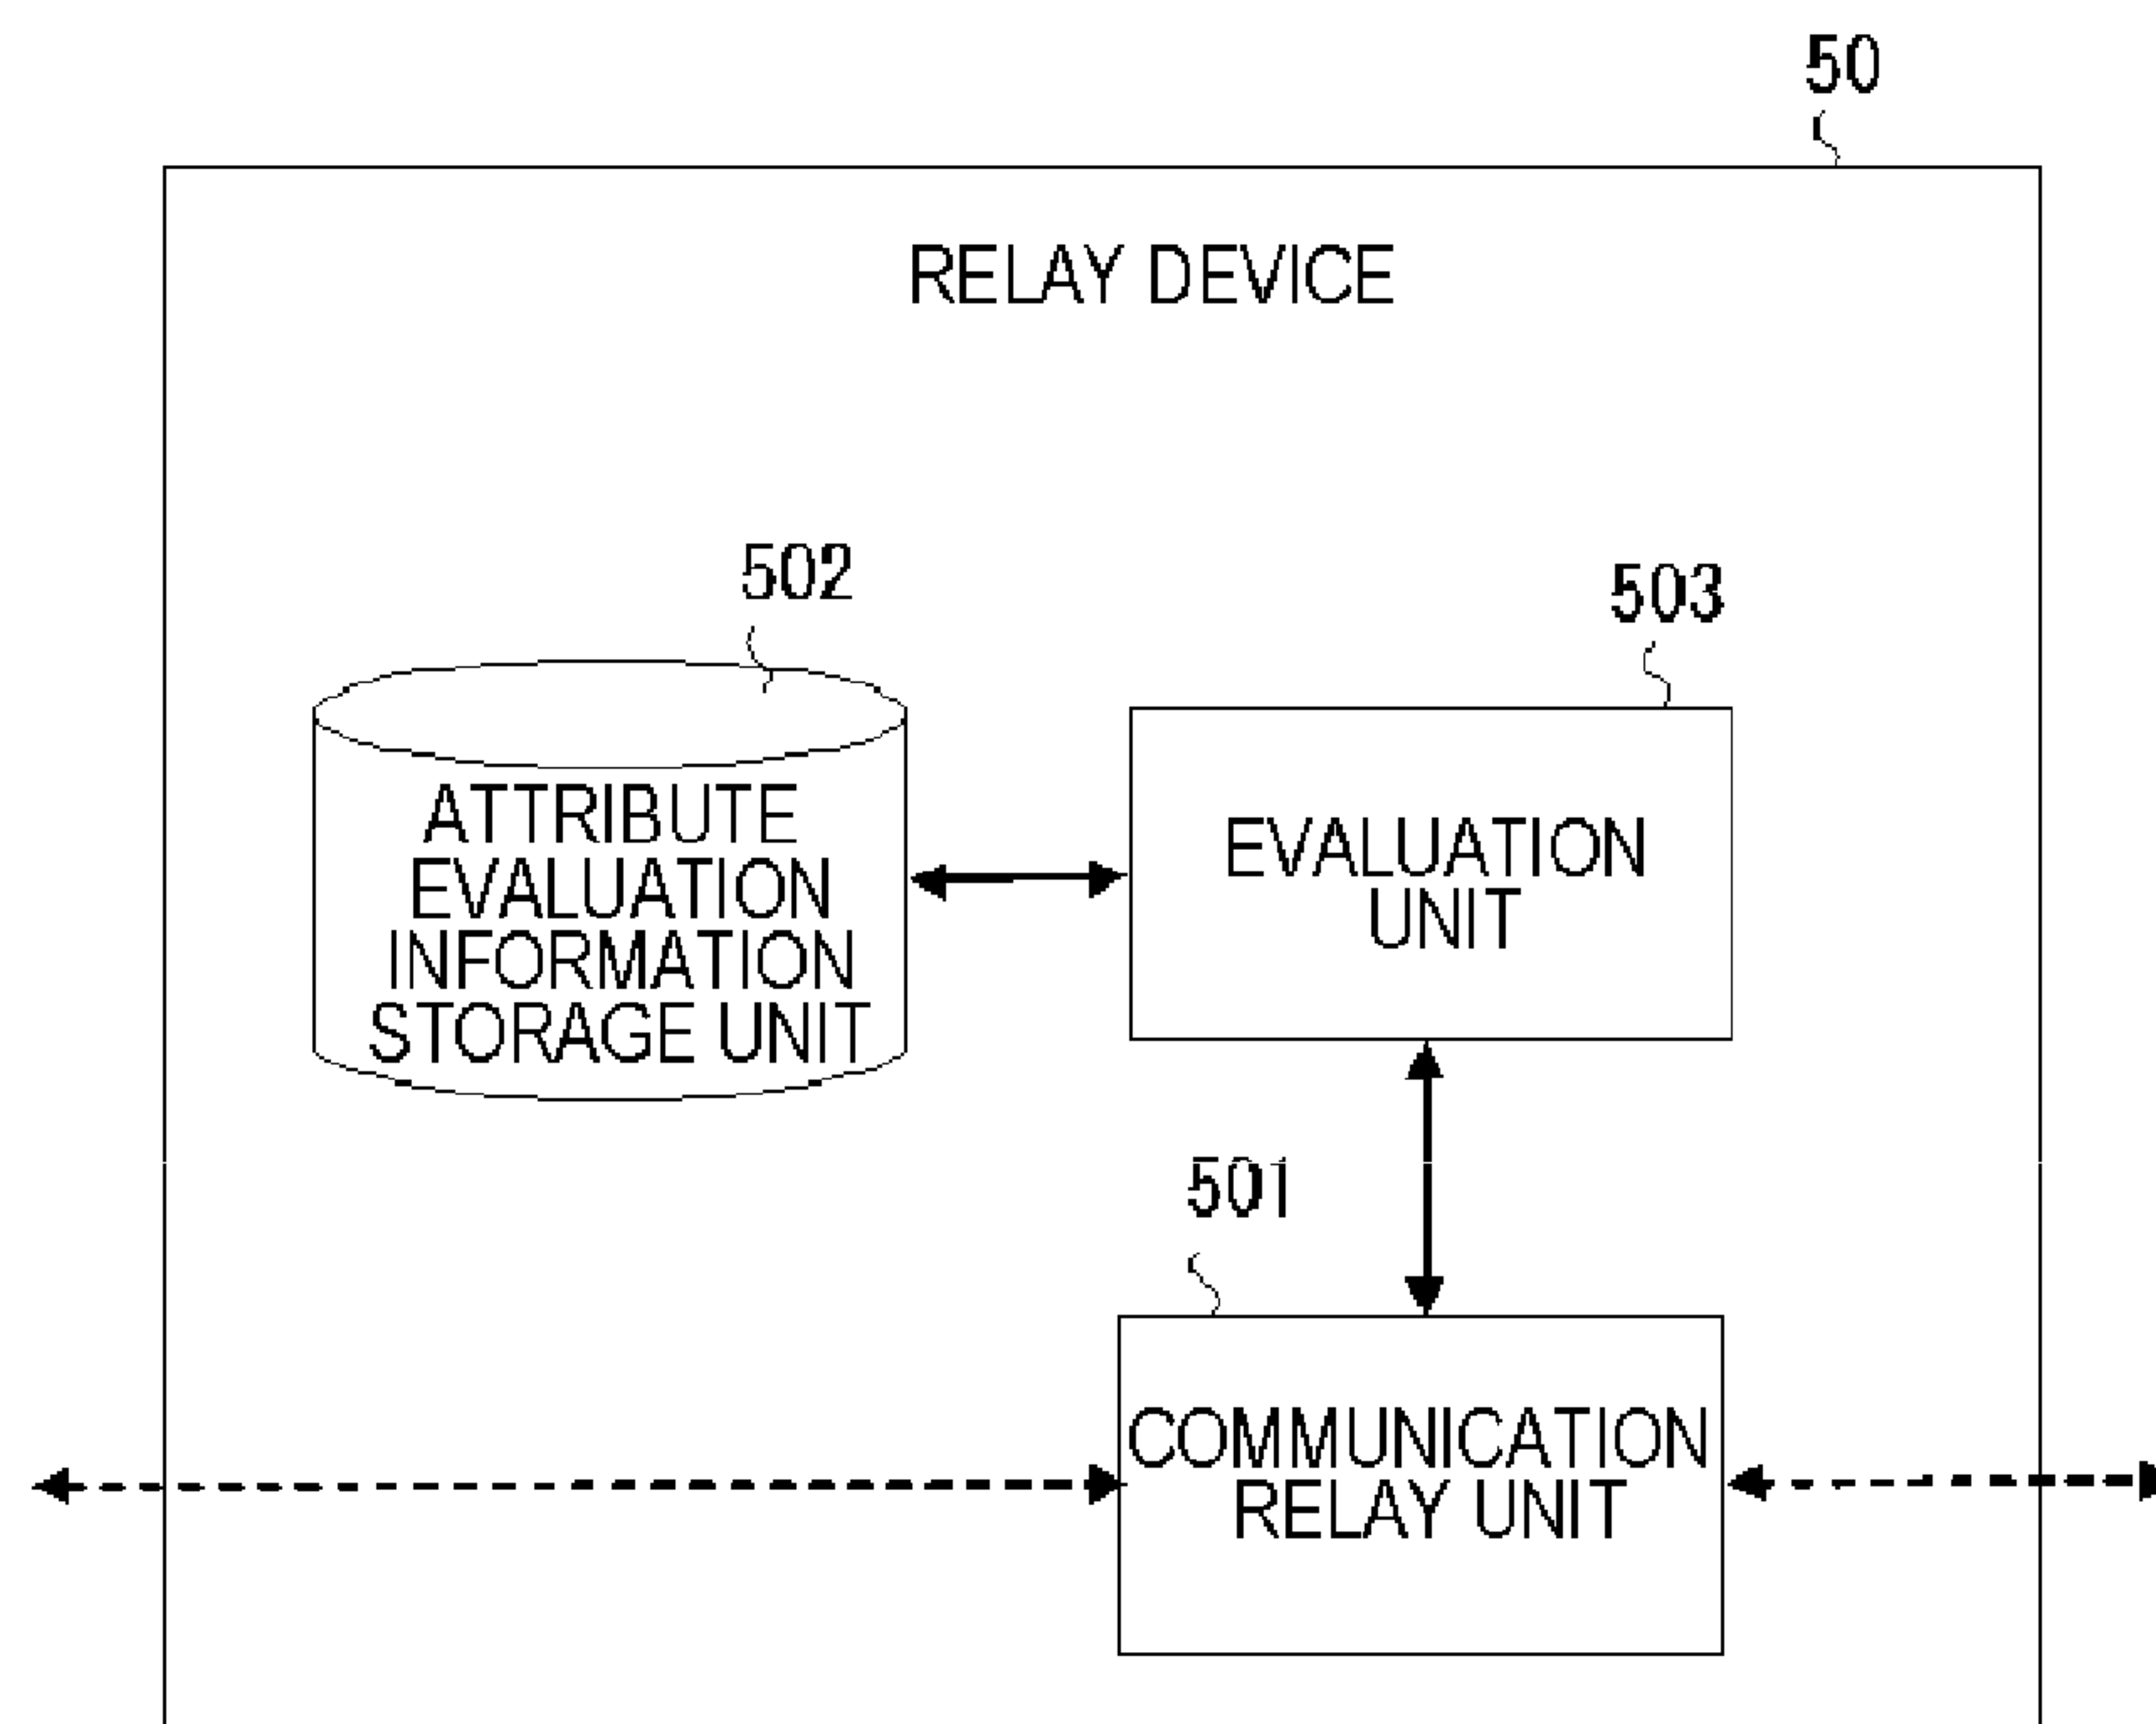 50
RELAY DEVICE
502
503
ATTRIBUTE
EVALUATION
INFORMATION
STORAGE UNIT
EVALUATION
UNIT
501
COMMUNICATION
RELAY UNIT